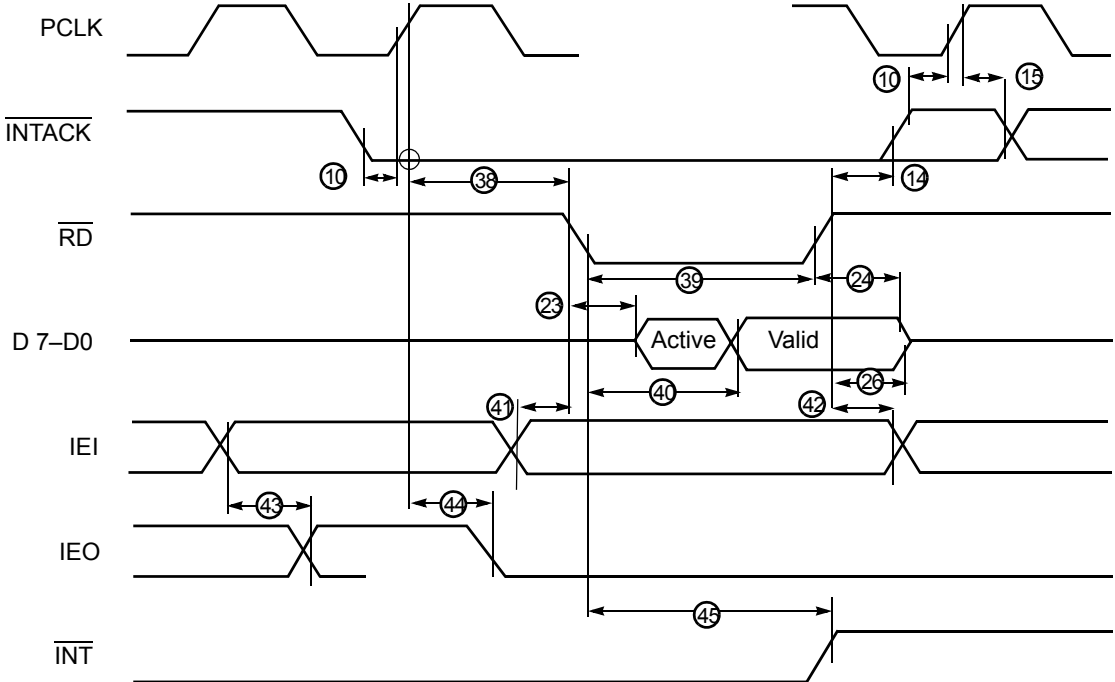 PCLK
10
15
INTACK
10
38
14
RD
39
24
23
D 7–D0
Active
Valid
40
26
41
42
IEI
43
44
IEO
45
INT